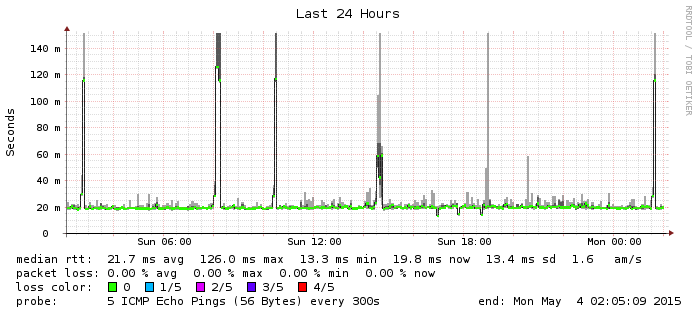 Last 24 Hours
RRDTOOL / TOBI OETIKER
Seconds
140 m
120 m
100 m
80 m
60 m
40 m
20 m
0
Sun 06:00 Sun 12:00 Sun 18:00 Mon 00:00
median rtt: 21.7 ms avg 126.0 ms max 13.3 ms min 19.8 ms now 13.4 ms sd 1.6 am/s
packet loss: 0.00 % avg 0.00 % max 0.00 % min 0.00 % now
loss color: 0 1/5 2/5 3/5 4/5
probe: 5 ICMP Echo Pings (56 Bytes) every 300s end: Mon May 4 02:05:09 2015